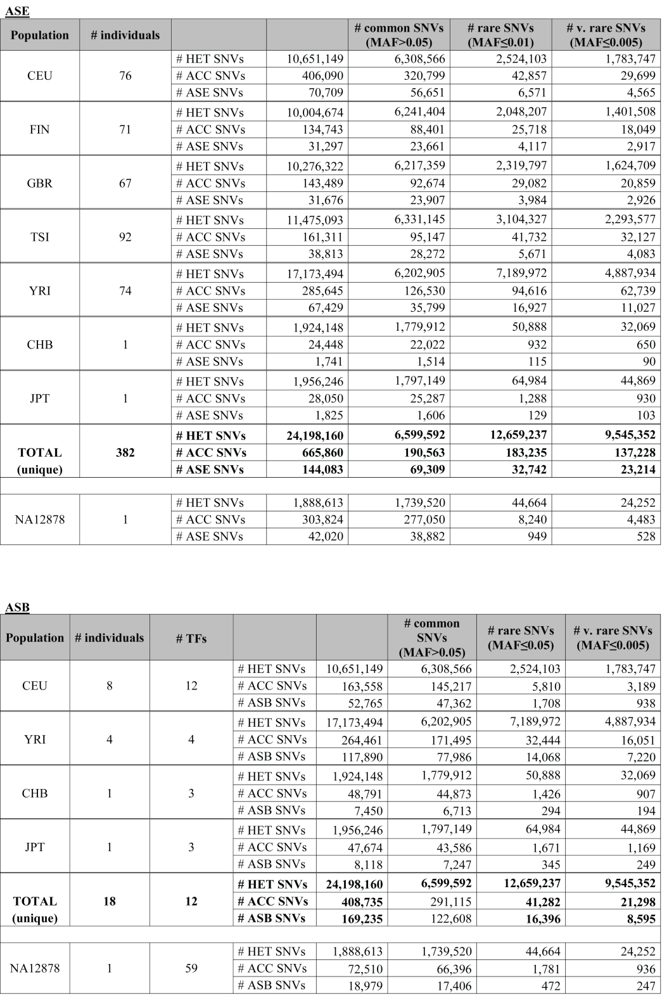 ASE
Population # individuals # common SNVs (MAF>0.05) # rare SNVs (MAF≤0.01) # v. rare SNVs (MAF≤0.005)
CEU 76
# HET SNVs 10,651,149 6,308,566 2,524,103 1,783,747
# ACC SNVs 406,090 320,799 42,857 29,699
# ASE SNVs 70,709 56,651 6,571 4,565
FIN 71
# HET SNVs 10,004,674 6,241,404 2,048,207 1,401,508
# ACC SNVs 134,743 88,401 25,718 18,049
# ASE SNVs 31,297 23,661 4,117 2,917
GBR 67
# HET SNVs 10,276,322 6,217,359 2,319,797 1,624,709
# ACC SNVs 143,489 92,674 29,082 20,859
# ASE SNVs 31,676 23,907 3,984 2,926
TSI 92
# HET SNVs 11,475,093 6,331,145 3,104,327 2,293,577
# ACC SNVs 161,311 95,147 41,732 32,127
# ASE SNVs 38,813 28,272 5,671 4,083
YRI 74
# HET SNVs 17,173,494 6,202,905 7,189,972 4,887,934
# ACC SNVs 285,645 126,530 94,616 62,739
# ASE SNVs 67,429 35,799 16,927 11,027
CHB 1
# HET SNVs 1,924,148 1,779,912 50,888 32,069
# ACC SNVs 24,448 22,022 932 650
# ASE SNVs 1,741 1,514 115 90
JPT 1
# HET SNVs 1,956,246 1,797,149 64,984 44,869
# ACC SNVs 28,050 25,287 1,288 930
# ASE SNVs 1,825 1,606 129 103
TOTAL (unique) 382
# HET SNVs 24,198,160 6,599,592 12,659,237 9,545,352
# ACC SNVs 665,860 190,563 183,235 137,228
# ASE SNVs 144,083 69,309 32,742 23,214
NA12878 1
# HET SNVs 1,888,613 1,739,520 44,664 24,252
# ACC SNVs 303,824 277,050 8,240 4,483
# ASE SNVs 42,020 38,882 949 528
ASB
Population # individuals # TFs # common SNVs (MAF>0.05) # rare SNVs (MAF≤0.05) # v. rare SNVs (MAF≤0.005)
CEU 8 12
# HET SNVs 10,651,149 6,308,566 2,524,103 1,783,747
# ACC SNVs 163,558 145,217 5,810 3,189
# ASB SNVs 52,765 47,362 1,708 938
YRI 4 4
# HET SNVs 17,173,494 6,202,905 7,189,972 4,887,934
# ACC SNVs 264,461 171,495 32,444 16,051
# ASB SNVs 117,890 77,986 14,068 7,220
CHB 1 3
# HET SNVs 1,924,148 1,779,912 50,888 32,069
# ACC SNVs 48,791 44,873 1,426 907
# ASB SNVs 7,450 6,713 294 194
JPT 1 3
# HET SNVs 1,956,246 1,797,149 64,984 44,869
# ACC SNVs 47,674 43,586 1,671 1,169
# ASB SNVs 8,118 7,247 345 249
TOTAL (unique) 18 12
# HET SNVs 24,198,160 6,599,592 12,659,237 9,545,352
# ACC SNVs 408,735 291,115 41,282 21,298
# ASB SNVs 169,235 122,608 16,396 8,595
NA12878 1 59
# HET SNVs 1,888,613 1,739,520 44,664 24,252
# ACC SNVs 72,510 66,396 1,781 936
# ASB SNVs 18,979 17,406 472 247